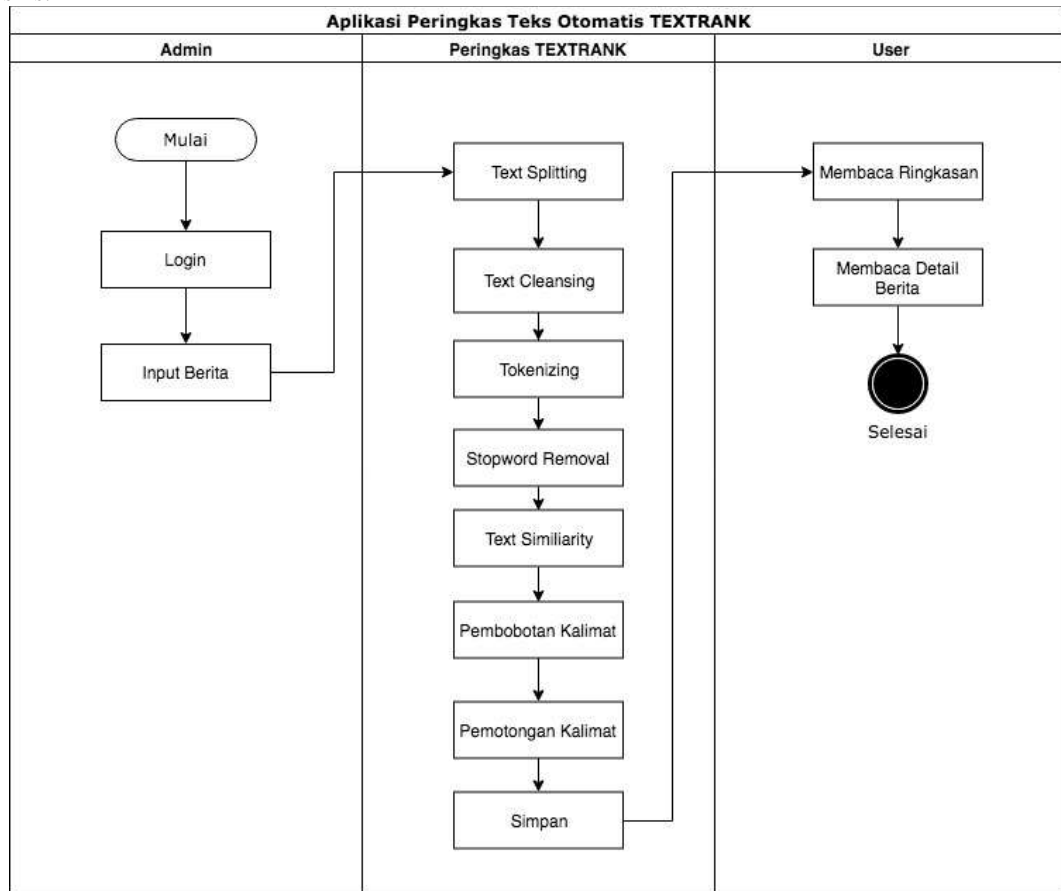 Aplikasi Peringkas Teks Otomatis TEXTRANK
Admin
Peringkas TEXTRANK
User
Mulai
Login
Input Berita
Text Splitting
Text Cleansing
Tokenizing
Stopword Removal
Text Similiarity
Pembobotan Kalimat
Pemotongan Kalimat
Simpan
Membaca Ringkasan
Membaca Detail
Berita
Selesai